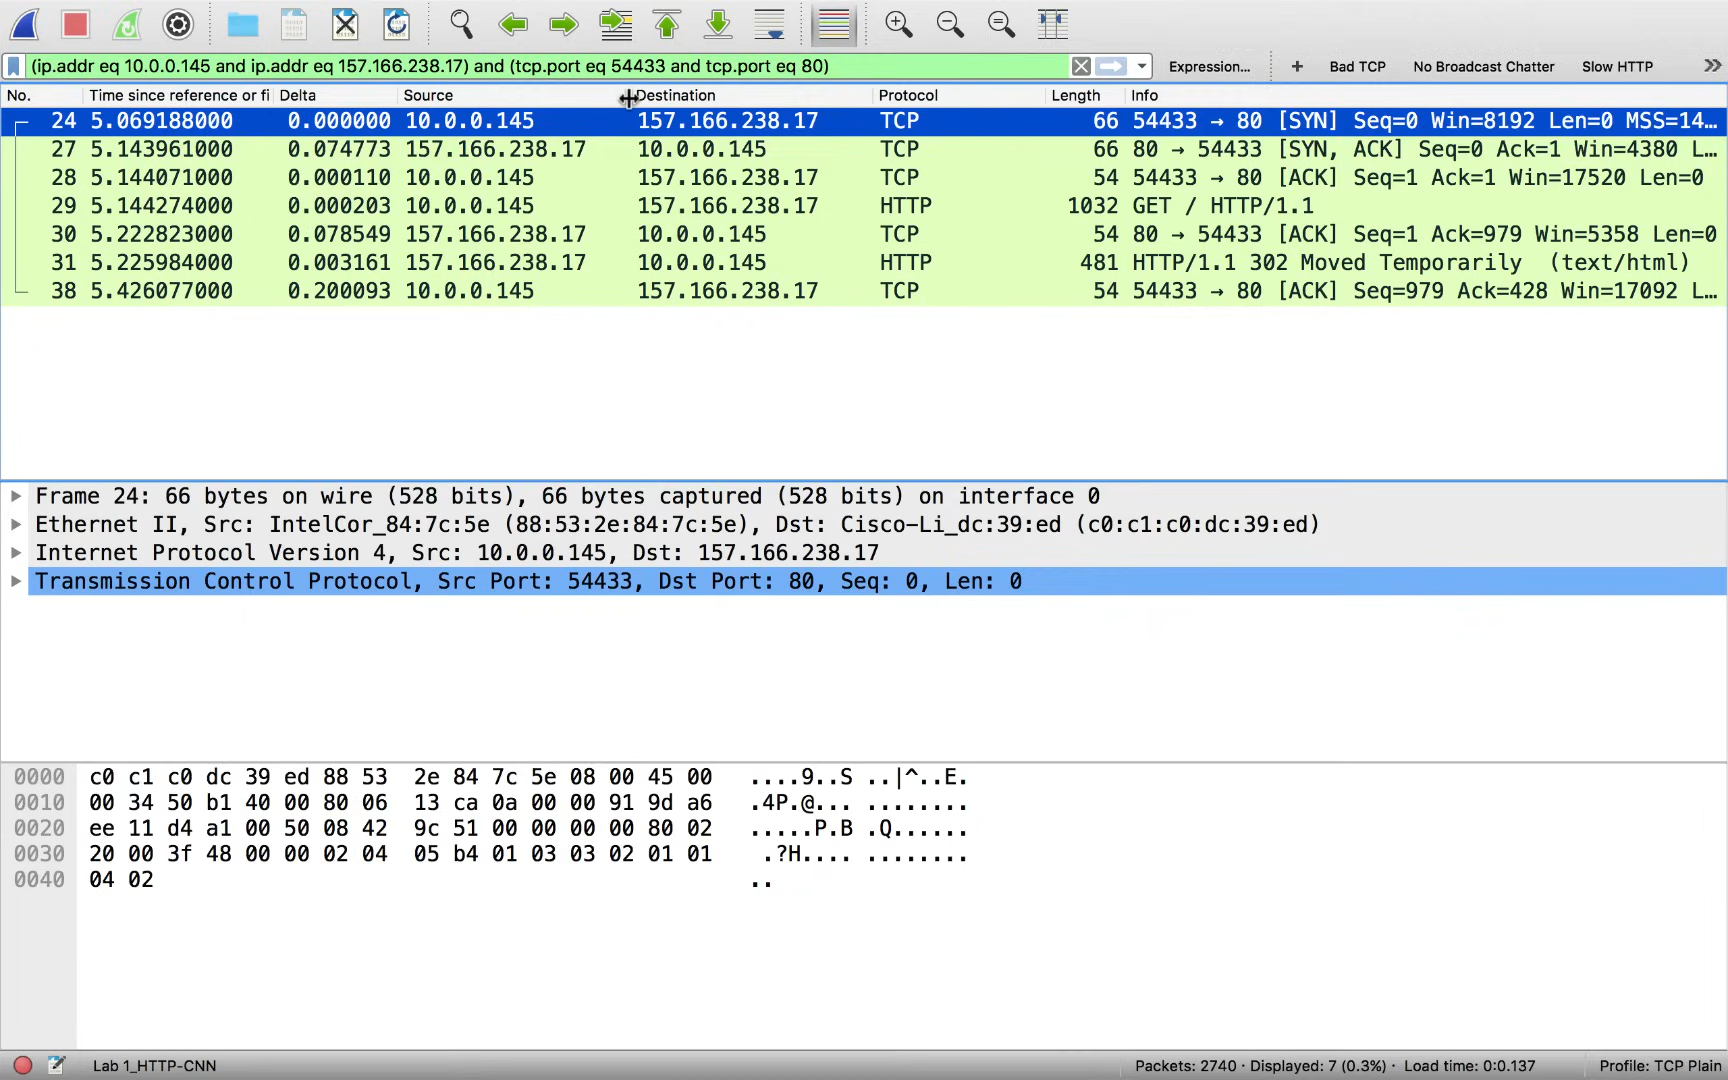 (ip.addr eq 10.0.0.145 and ip.addr eq 157.166.238.17) and (tcp.port eq 54433 and tcp.port eq 80) Expression... + Bad TCP No Broadcast Chatter Slow HTTP »
No. Time since reference or fi Delta Source Destination Protocol Length Info
24 5.069188000 0.000000 10.0.0.145 157.166.238.17 TCP 66 54433 → 80 [SYN] Seq=0 Win=8192 Len=0 MSS=14…
27 5.143961000 0.074773 157.166.238.17 10.0.0.145 TCP 66 80 → 54433 [SYN, ACK] Seq=0 Ack=1 Win=4380 L…
28 5.144071000 0.000110 10.0.0.145 157.166.238.17 TCP 54 54433 → 80 [ACK] Seq=1 Ack=1 Win=17520 Len=0
29 5.144274000 0.000203 10.0.0.145 157.166.238.17 HTTP 1032 GET / HTTP/1.1
30 5.222823000 0.078549 157.166.238.17 10.0.0.145 TCP 54 80 → 54433 [ACK] Seq=1 Ack=979 Win=5358 Len=0
31 5.225984000 0.003161 157.166.238.17 10.0.0.145 HTTP 481 HTTP/1.1 302 Moved Temporarily (text/html)
38 5.426077000 0.200093 10.0.0.145 157.166.238.17 TCP 54 54433 → 80 [ACK] Seq=979 Ack=428 Win=17092 L…
Frame 24: 66 bytes on wire (528 bits), 66 bytes captured (528 bits) on interface 0
Ethernet II, Src: IntelCor_84:7c:5e (88:53:2e:84:7c:5e), Dst: Cisco-Li_dc:39:ed (c0:c1:c0:dc:39:ed)
Internet Protocol Version 4, Src: 10.0.0.145, Dst: 157.166.238.17
Transmission Control Protocol, Src Port: 54433, Dst Port: 80, Seq: 0, Len: 0
0000 c0 c1 c0 dc 39 ed 88 53 2e 84 7c 5e 08 00 45 00 ....9..S ..|^..E.
0010 00 34 50 b1 40 00 80 06 13 ca 0a 00 00 91 9d a6 .4P.@... ........
0020 ee 11 d4 a1 00 50 08 42 9c 51 00 00 00 00 80 02 .....P.B .Q......
0030 20 00 3f 48 00 00 02 04 05 b4 01 03 03 02 01 01 .?H.... ........
0040 04 02 ..
Lab 1_HTTP-CNN Packets: 2740 · Displayed: 7 (0.3%) · Load time: 0:0.137 Profile: TCP Plain